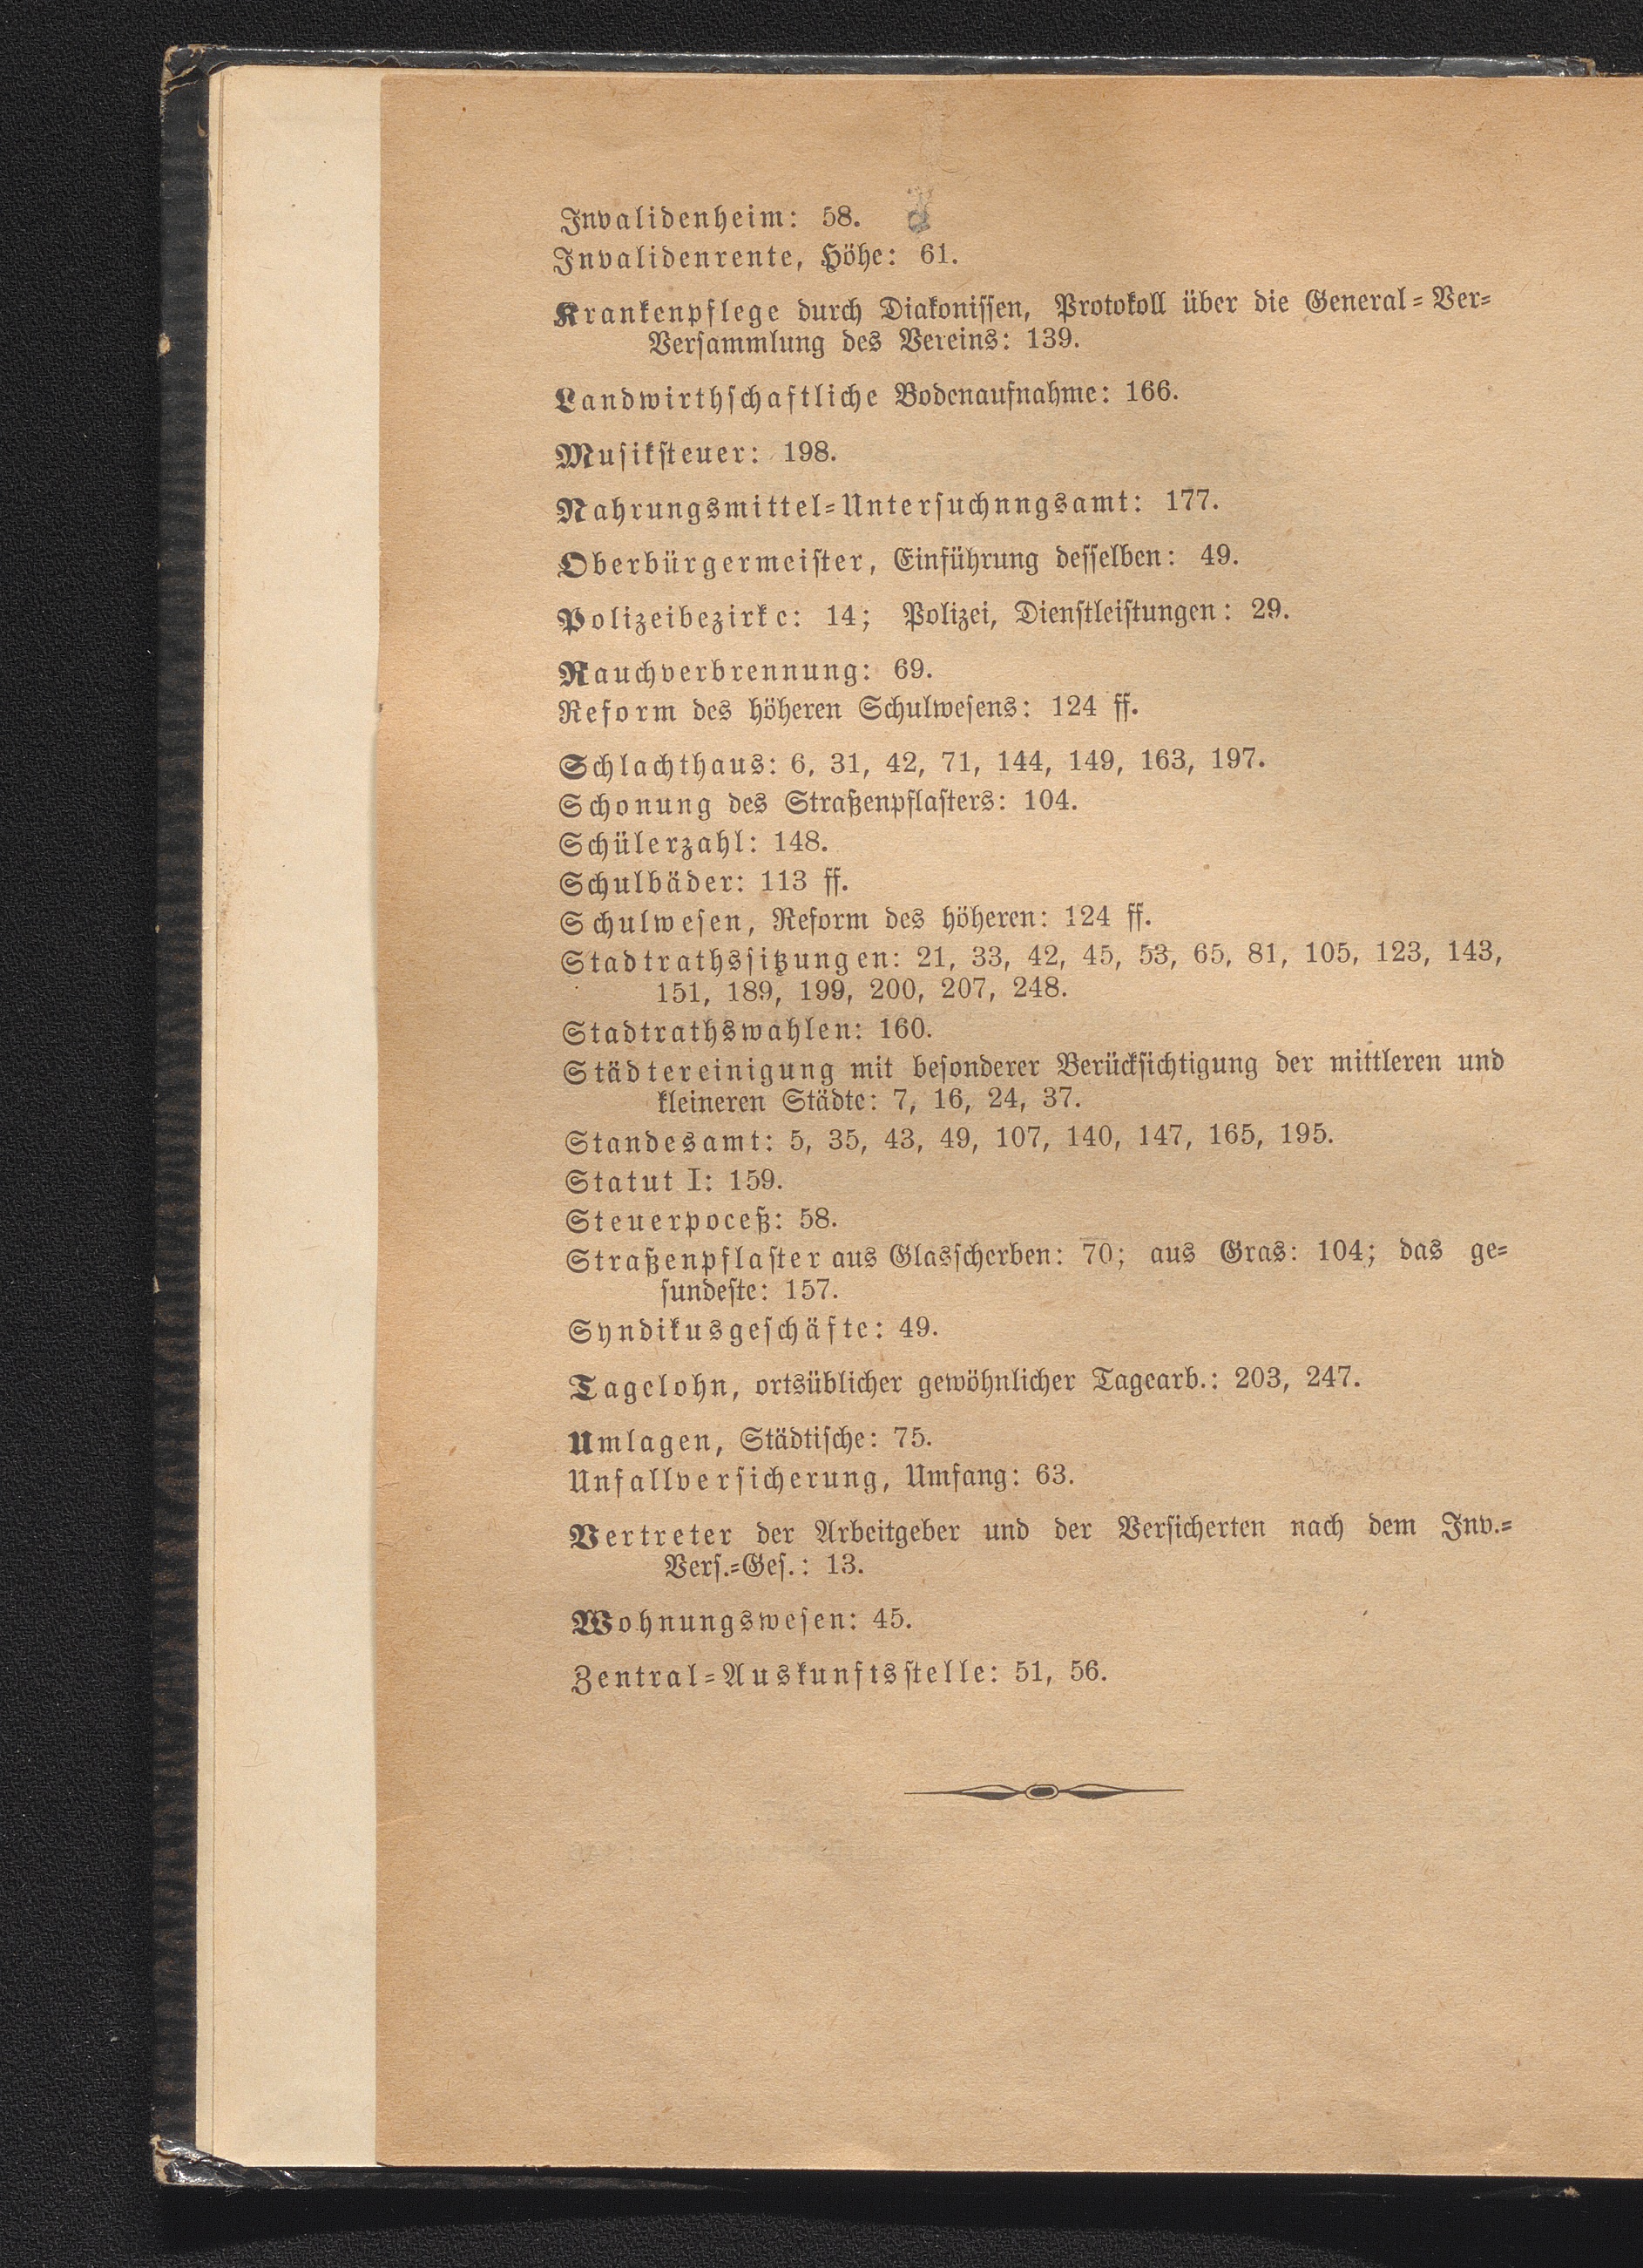 Invalidenheim: 58.
Invalidenrente, Höhe: 61.
Krankenpflege durch Diakonissen, Protokoll über die General-Ver-
Versammlung des Vereins: 139.
Landwirthschaftliche Bodenaufnahme: 166.
Musiksteuer: 198.
Nahrungsmittel-Untersuchnngsamt: 177.
Oberbürgermeister, Einführung desselben: 49.
Polizeibezirke: 14; Polizei, Dienstleistungen: 29.
Rauchverbrennung: 69.
Reform des höheren Schulwesens: 124 ff.
Schlachthaus: 6, 31, 42, 71, 144, 149, 163, 197.
Schonung des Straßenpflasters: 104.
Schülerzahl: 148.
Schulbäder: 113 ff.
Schulwesen, Reform des höheren: 124 ff.
Stadtrathssitzungen: 21, 33, 42, 45, 53, 65, 81, 105, 123, 143,
151, 189, 199, 200, 207, 248.
Stadtrathswahlen: 160.
Städtereinigung mit besonderer Berücksichtigung der mittleren und
kleineren Städte: 7, 16, 24, 37.
Standesamt: 5, 35, 43, 49, 107, 140, 147, 165, 195.
Statut I: 159.
Steuerpoceß: 58.
Straßenpflaster aus Glasscherben: 70; aus Gras: 104; das ge-
sundeste: 157.
Syndikusgeschäfte: 49.
Tagelohn, ortsüblicher gewöhnlicher Tagearb.: 203, 247.
Umlagen, Städtische: 75.
Unfallversicherung, Umfang: 63.
Vertreter der Arbeitgeber und der Versicherten nach dem Inv.-
Vers.-Ges.: 13.
Wohnungswesen: 45.
Zentral-Auskunftsstelle: 51, 56.